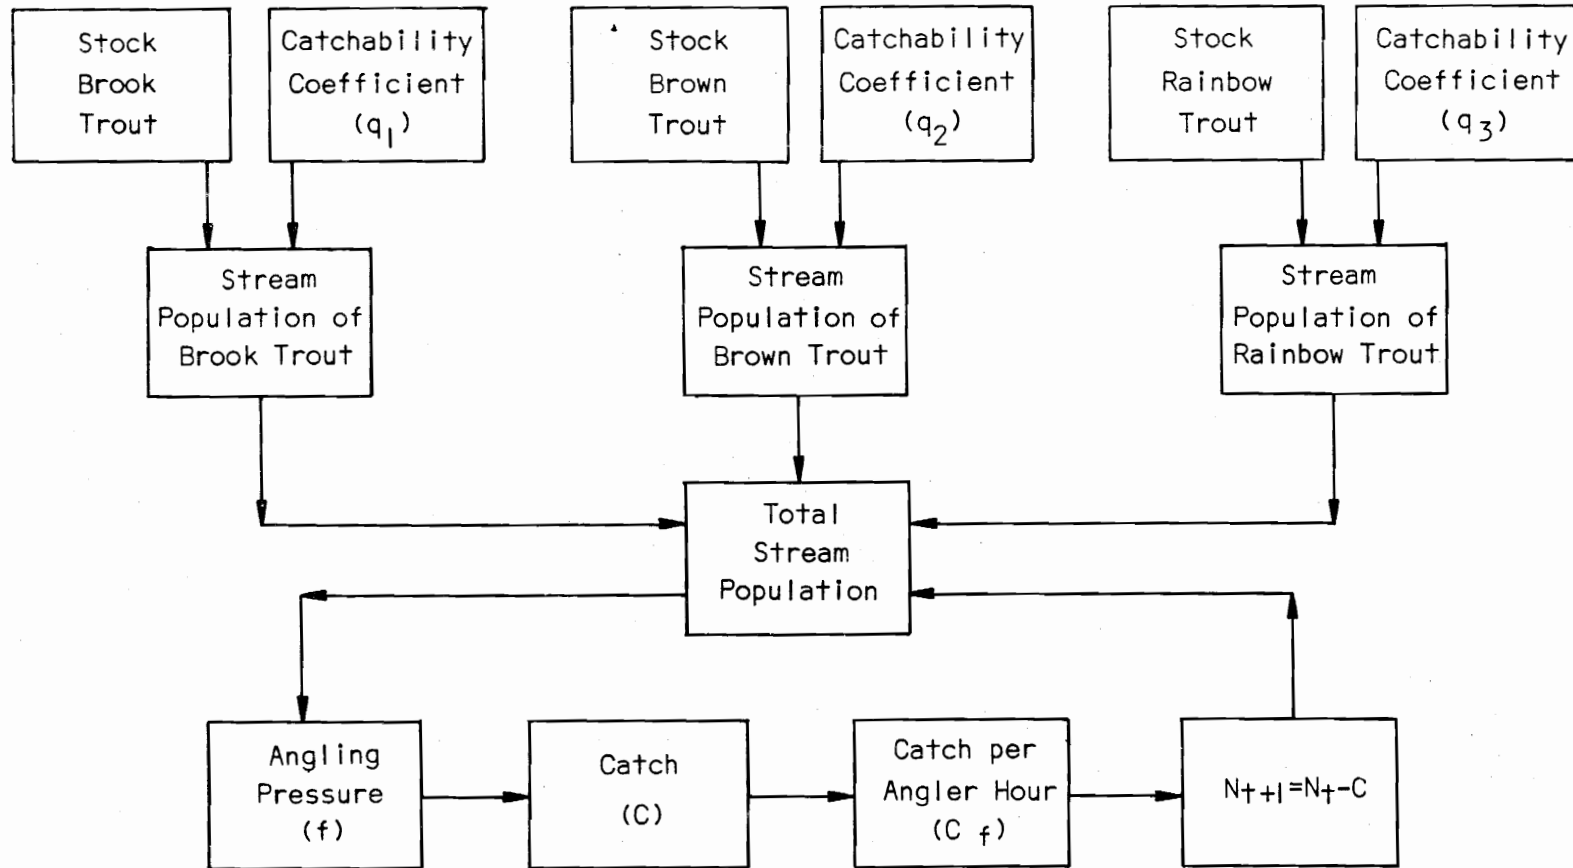 Stock
Brook
Trout
Catchability
Coefficient
(q₁)
Stock
Brown
Trout
Catchability
Coefficient
(q₂)
Stock
Rainbow
Trout
Catchability
Coefficient
(q₃)
Stream
Population of
Brook Trout
Stream
Population of
Brown Trout
Stream
Population of
Rainbow Trout
Total
Stream
Population
Angling
Pressure
(f)
Catch
(C)
Catch per
Angler Hour
(C f)
Nt+1=Nt-C